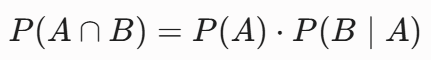 P(A ∩ B) = P(A) · P(B | A)